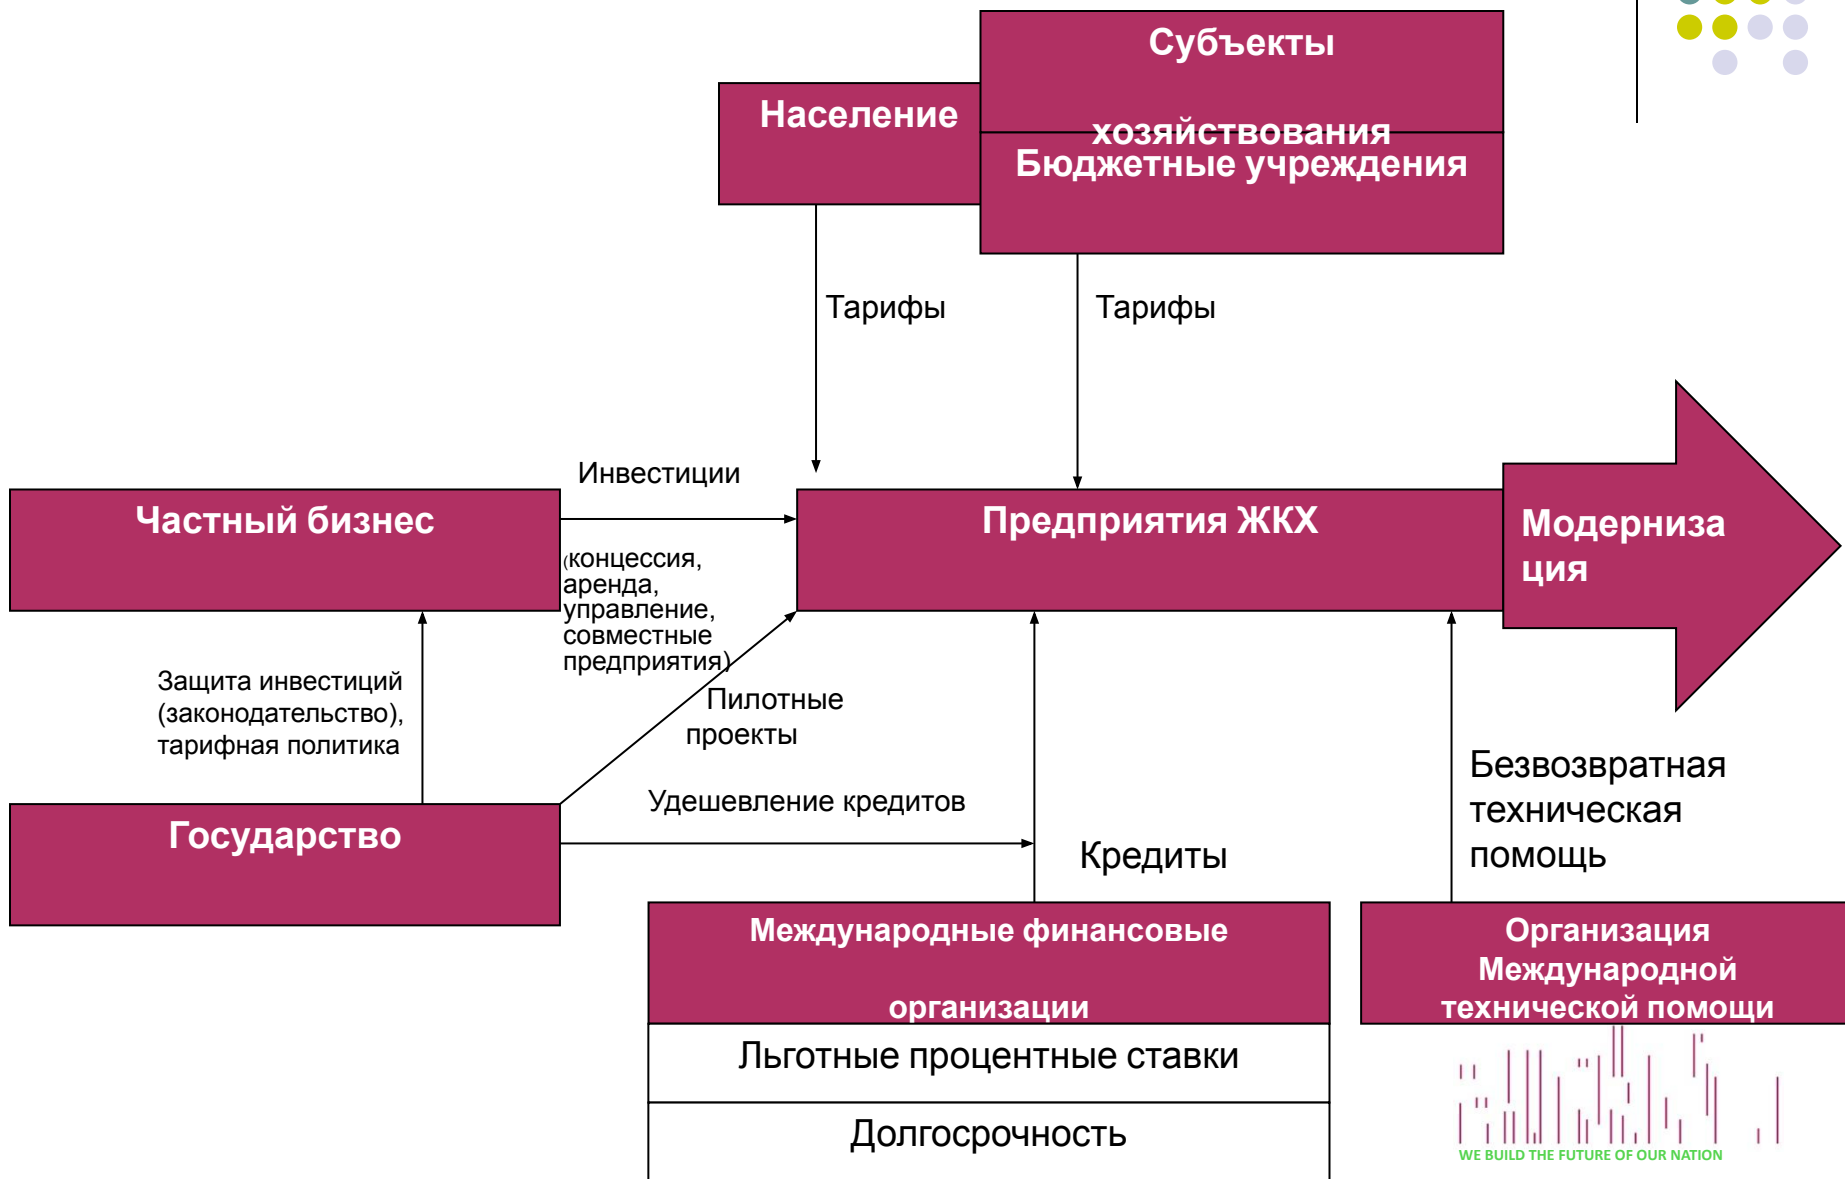 Субъекты
хозяйствования
Население
Бюджетные учреждения
Тарифы
Тарифы
Инвестиции
Частный бизнес
Предприятия ЖКХ
Модерниза
ция
(концессия,
аренда,
управление,
совместные
предприятия)
Защита инвестиций
(законодательство),
тарифная политика
Пилотные
проекты
Безвозвратная
техническая
помощь
Удешевление кредитов
Государство
Кредиты
Международные финансовые
организации
Организация
Международной
технической помощи
Льготные процентные ставки
Долгосрочность
WE BUILD THE FUTURE OF OUR NATION